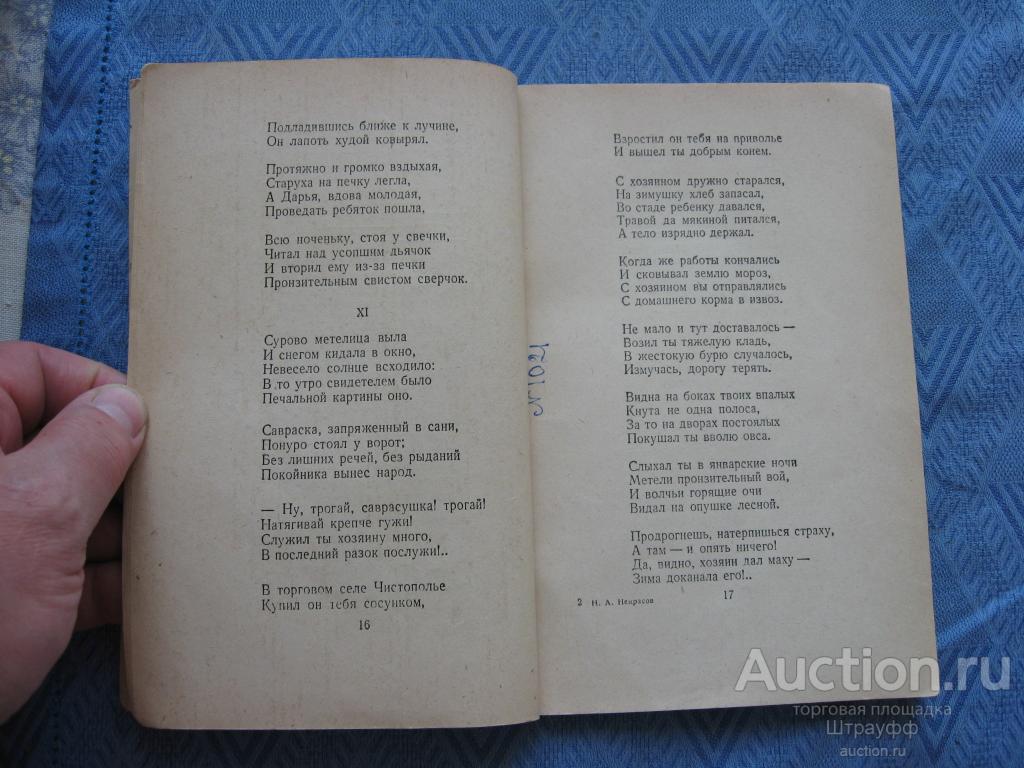 Полладившись ближе к лучине,
Он лапоть худой ковырял.
Протяжно и громко вздыхая,
Старуха на печку легла,
А Дарья, вдова молодая,
Проведать ребяток пошла,
Всю ноченьку, стоя у свечки,
Читал над усопшим дьячок
И вторил ему из-за печки
Пронзительным свистом сверчок.
XI
Сурово метелица выла
И снегом кидала в окно,
Невесело солнце всходило:
В то утро свидетелем было
Печальной картины оно.
Савраска, запряженный в сани,
Понуро стоял у ворот;
Без лишних речей, без рыданий
Покойника вынес народ.
— Ну, трогай, саврасушка! трогай!
Натягивай крепче гужи!
Служил ты хозяину много,
В последний разок послужи!..
В торговом селе Чистополье
Купил он тебя сосунком,
16
№1021
Взростил он тебя на приволье
И вышел ты добрым конем.
С хозяином дружно старался,
На зимушку хлеб запасал,
Во стаде ребенку давался,
Травой да мякиной питался,
А тело изрядно держал.
Когда же работы кончались
И сковывал землю мороз,
С хозяином вы отправлялись
С домашнего корма в извоз.
Не мало и тут доставалось —
Возил ты тяжелую кладь,
В жестокую бурю случалось,
Измучась, дорогу терять.
Видна на боках твоих впалых
Кнута не одна полоса,
За то на дворах постоялых
Покушал ты вволю овса.
Слыхал ты в январские ночи
Метели пронзительный вой,
И волчьи горящие очи
Видал на опушке лесной.
Продрогнешь, натерпишься страху,
А там — и опять ничего!
Да, видно, хозяин дал маху —
Зима доканала его!..
2 Н. А. Некрасов
17
Auction.ru
торговая площадка
Штрауфф
auction.ru